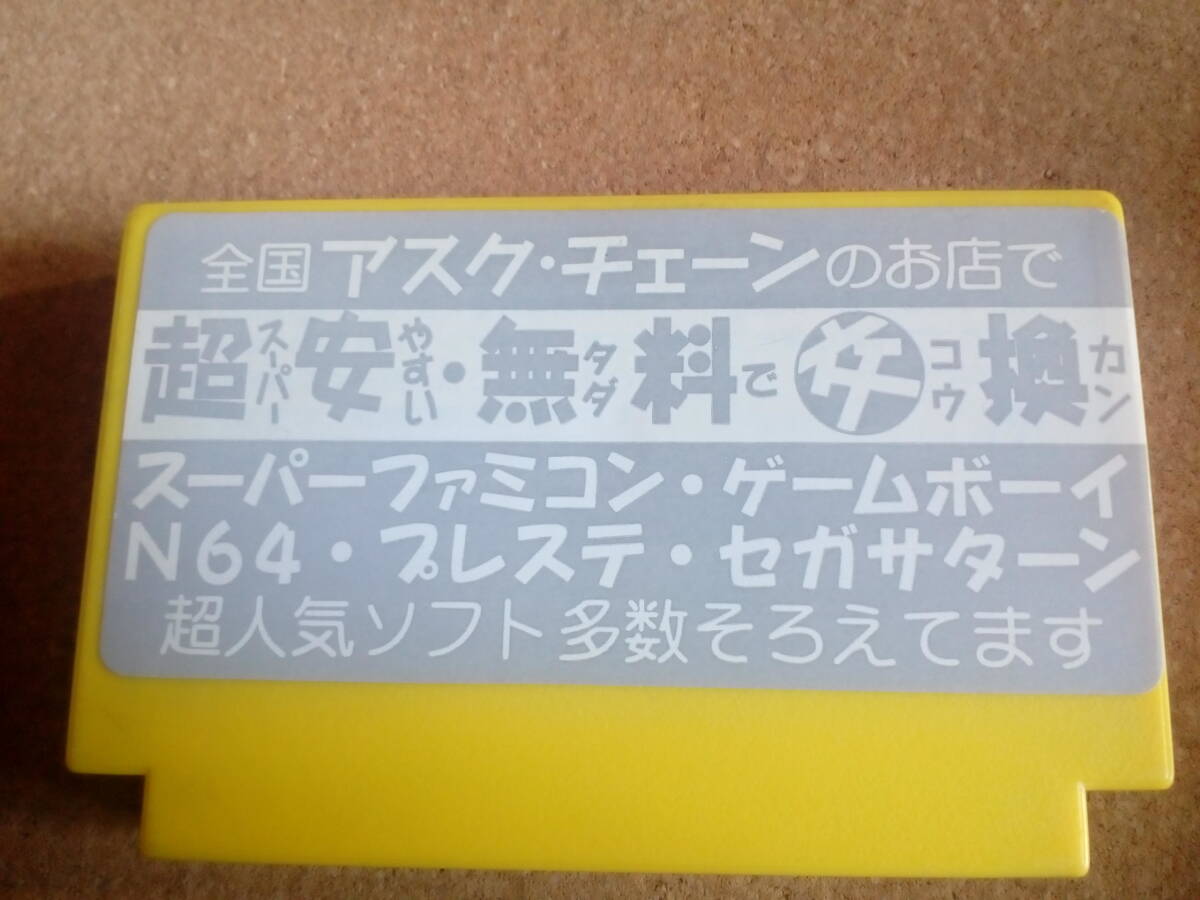 全国アスク・チェーンのお店で
超スーパー安やすい・無タダ料で交コウ換カン
スーパーファミコン・ゲームボーイ
N64・プレステ・セガサターン
超人気ソフト多数そろえてます